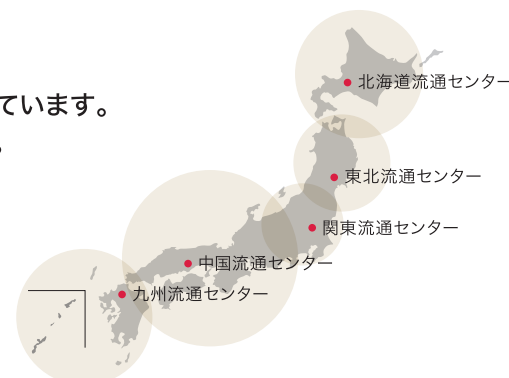 北海道流通センター
ています。
東北流通センター
関東流通センター
中国流通センター
九州流通センター